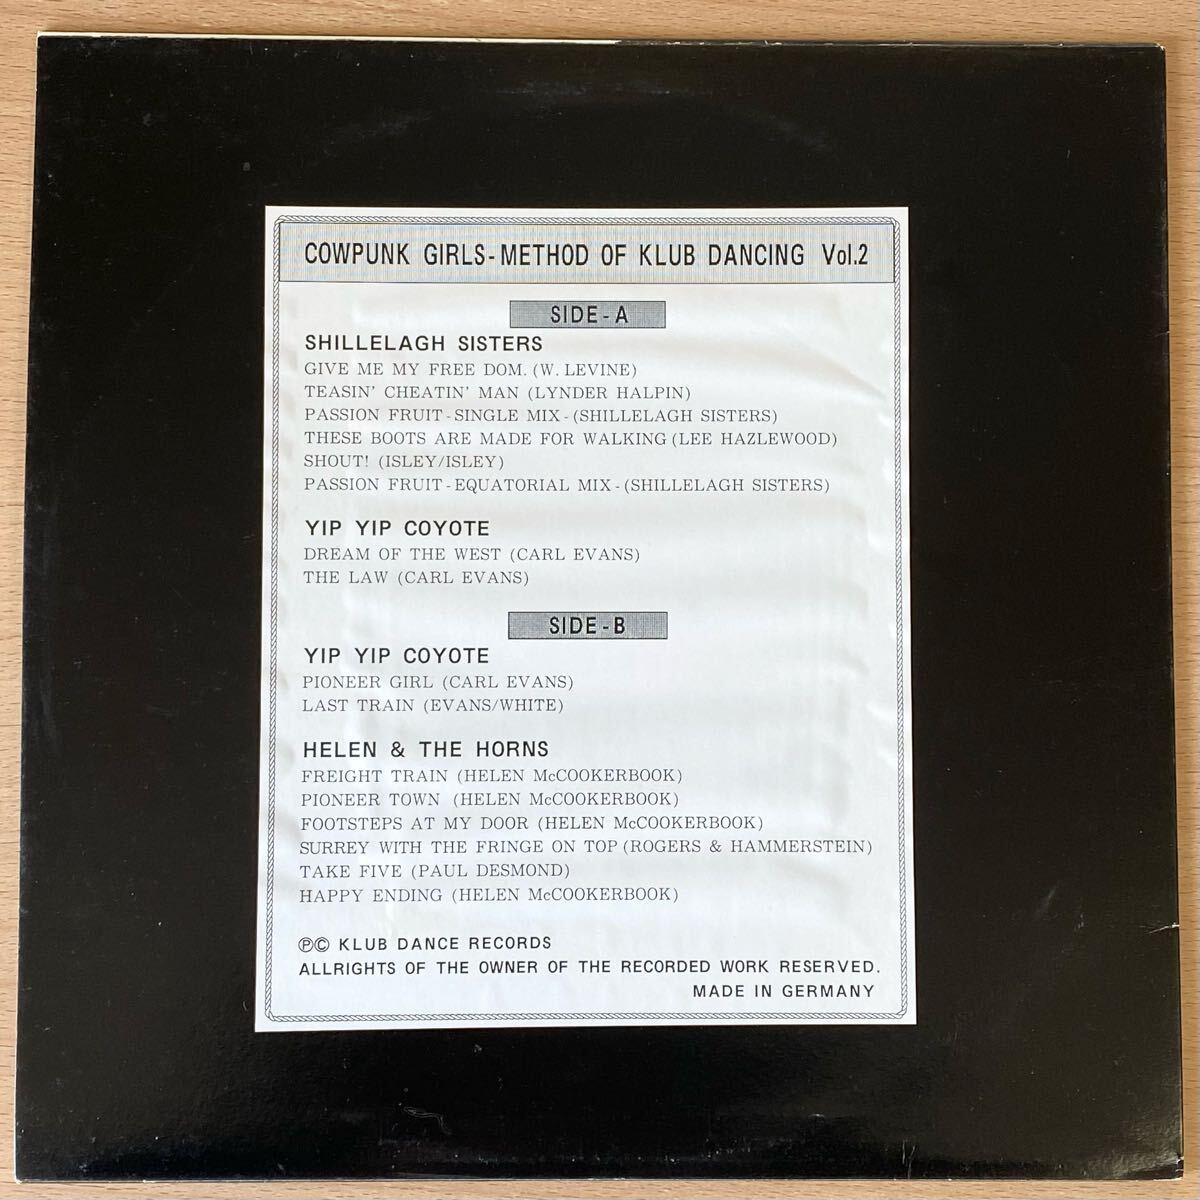 COWPUNK GIRLS-METHOD OF KLUB DANCING Vol.2
SIDE-A
SHILLELAGH SISTERS
GIVE ME MY FREE DOM. (W. LEVINE)
TEASIN' CHEATIN' MAN (LYNDER HALPIN)
PASSION FRUIT-SINGLE MIX-(SHILLELAGH SISTERS)
THESE BOOTS ARE MADE FOR WALKING (LEE HAZLEWOOD)
SHOUT! (ISLEY/ISLEY)
PASSION FRUIT-EQUATORIAL MIX-(SHILLELAGH SISTERS)
YIP YIP COYOTE
DREAM OF THE WEST (CARL EVANS)
THE LAW (CARL EVANS)
SIDE-B
YIP YIP COYOTE
PIONEER GIRL (CARL EVANS)
LAST TRAIN (EVANS/WHITE)
HELEN & THE HORNS
FREIGHT TRAIN (HELEN McCOOKERBOOK)
PIONEER TOWN (HELEN McCOOKERBOOK)
FOOTSTEPS AT MY DOOR (HELEN McCOOKERBOOK)
SURREY WITH THE FRINGE ON TOP (ROGERS & HAMMERSTEIN)
TAKE FIVE (PAUL DESMOND)
HAPPY ENDING (HELEN McCOOKERBOOK)
℗© KLUB DANCE RECORDS
ALLRIGHTS OF THE OWNER OF THE RECORDED WORK RESERVED.
MADE IN GERMANY